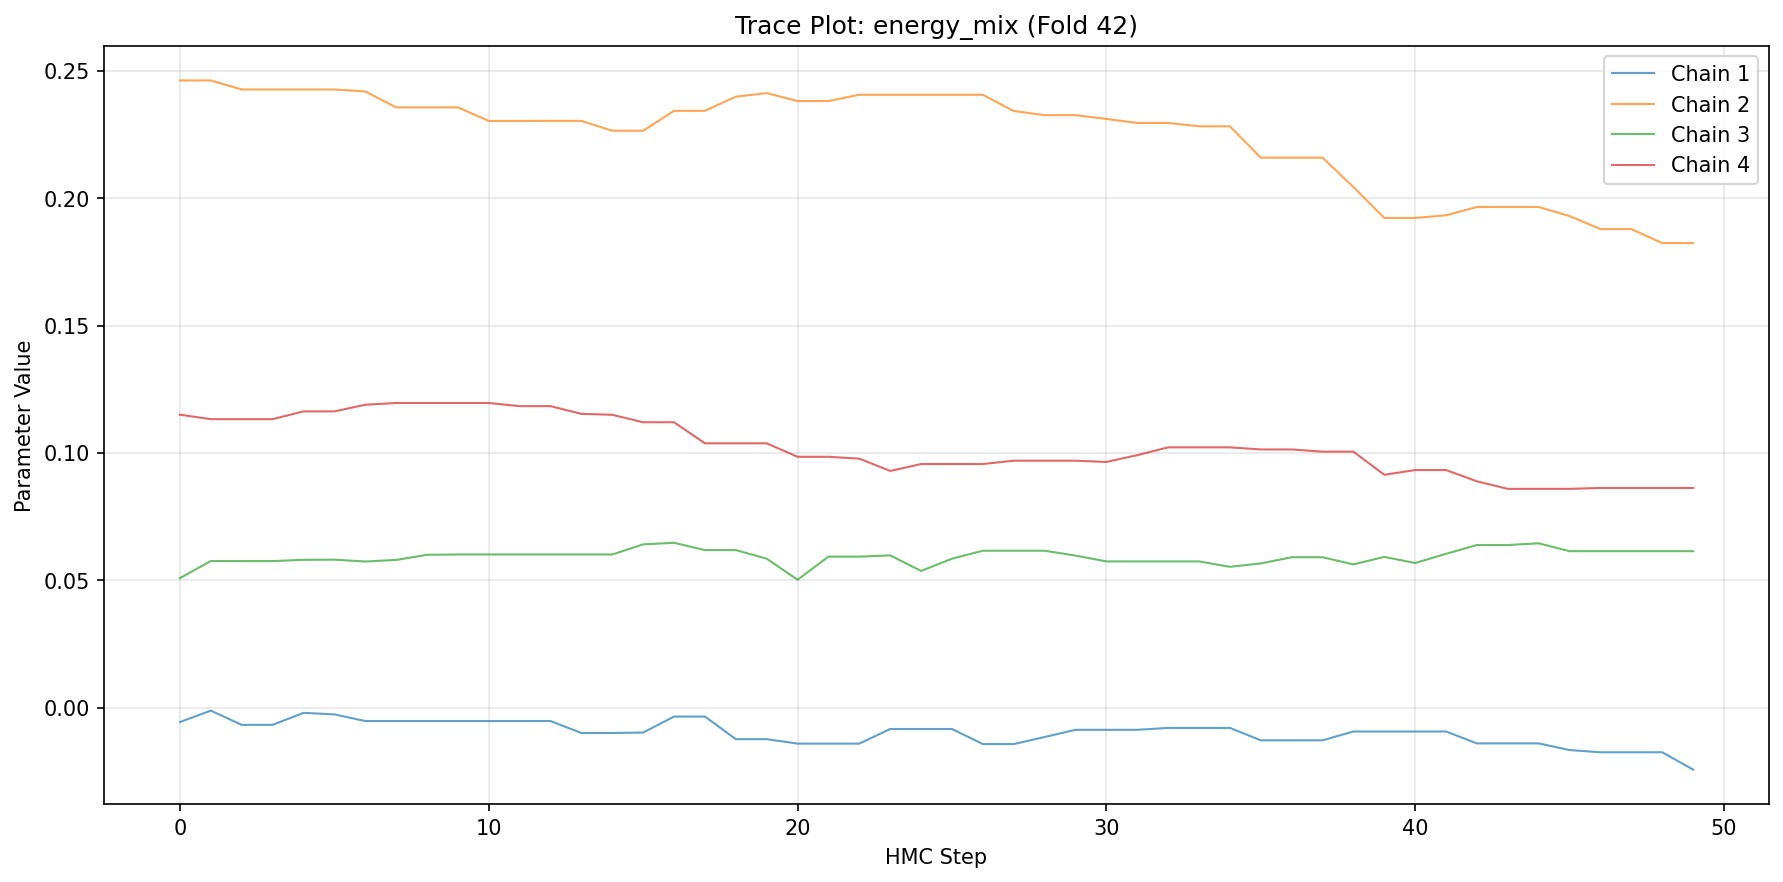 Trace Plot: energy_mix (Fold 42)
Chain 1
Chain 2
Chain 3
Chain 4
Parameter Value
0.25
0.20
0.15
0.10
0.05
0.00
0 10 20 30 40 50
HMC Step